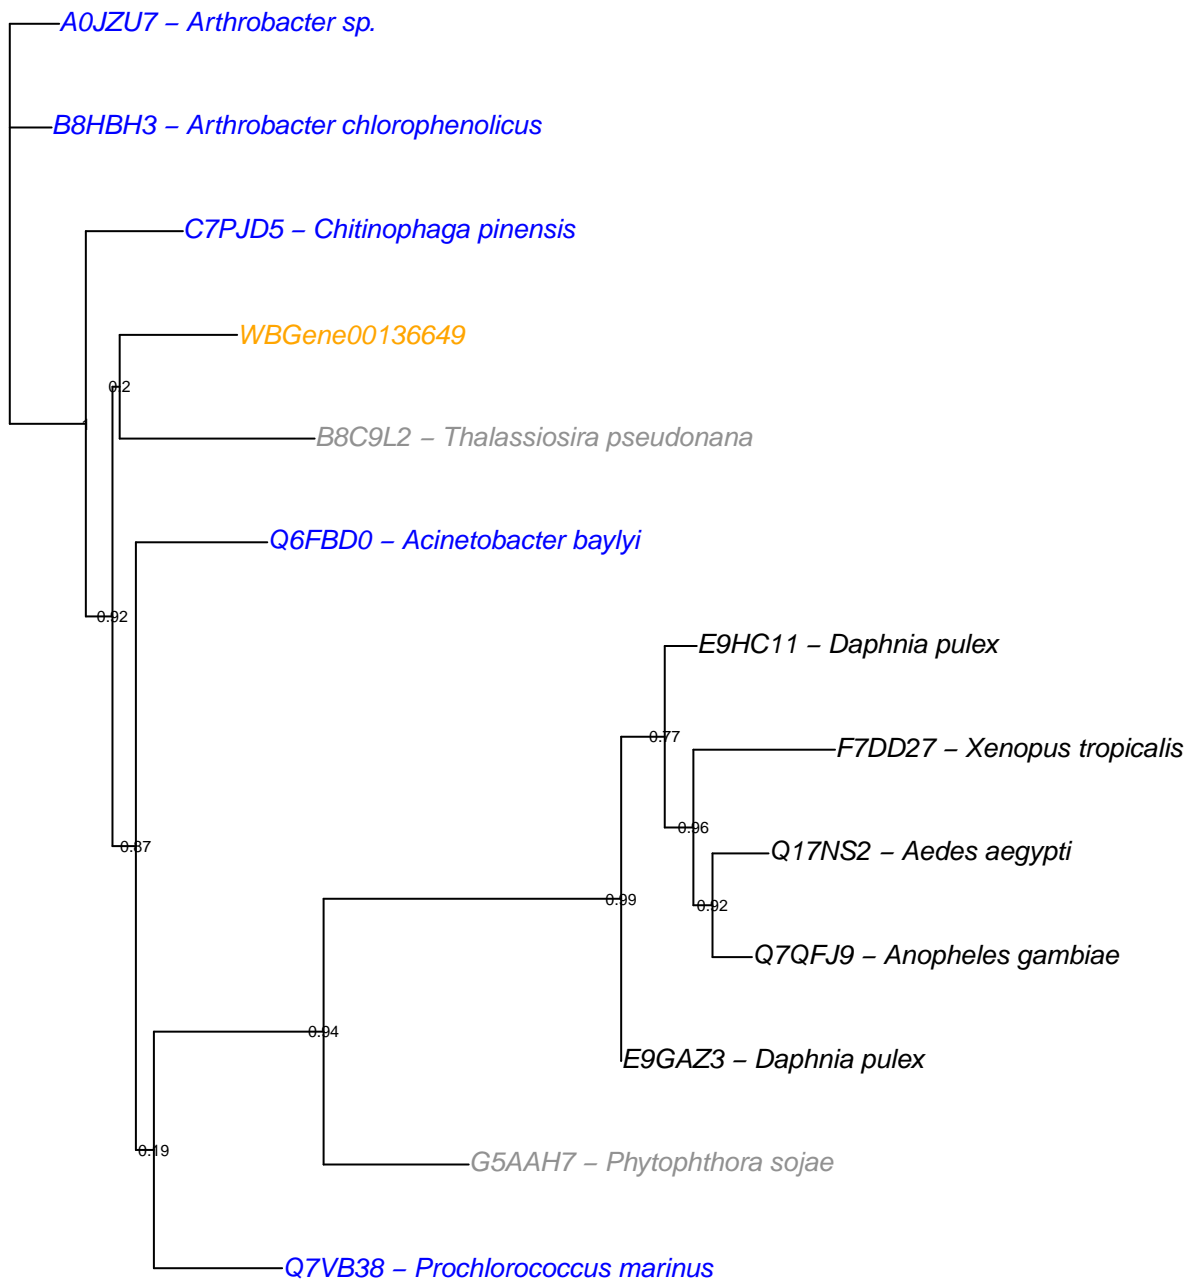 A0JZU7 – Arthrobacter sp.
B8HBH3 – Arthrobacter chlorophenolicus
C7PJD5 – Chitinophaga pinensis
WBGene00136649
0.2
B8C9L2 – Thalassiosira pseudonana
Q6FBD0 – Acinetobacter baylyi
0.92
E9HC11 – Daphnia pulex
0.77
F7DD27 – Xenopus tropicalis
0.96
0.87
Q17NS2 – Aedes aegypti
0.99
0.92
Q7QFJ9 – Anopheles gambiae
0.94
E9GAZ3 – Daphnia pulex
0.19
G5AAH7 – Phytophthora sojae
Q7VB38 – Prochlorococcus marinus